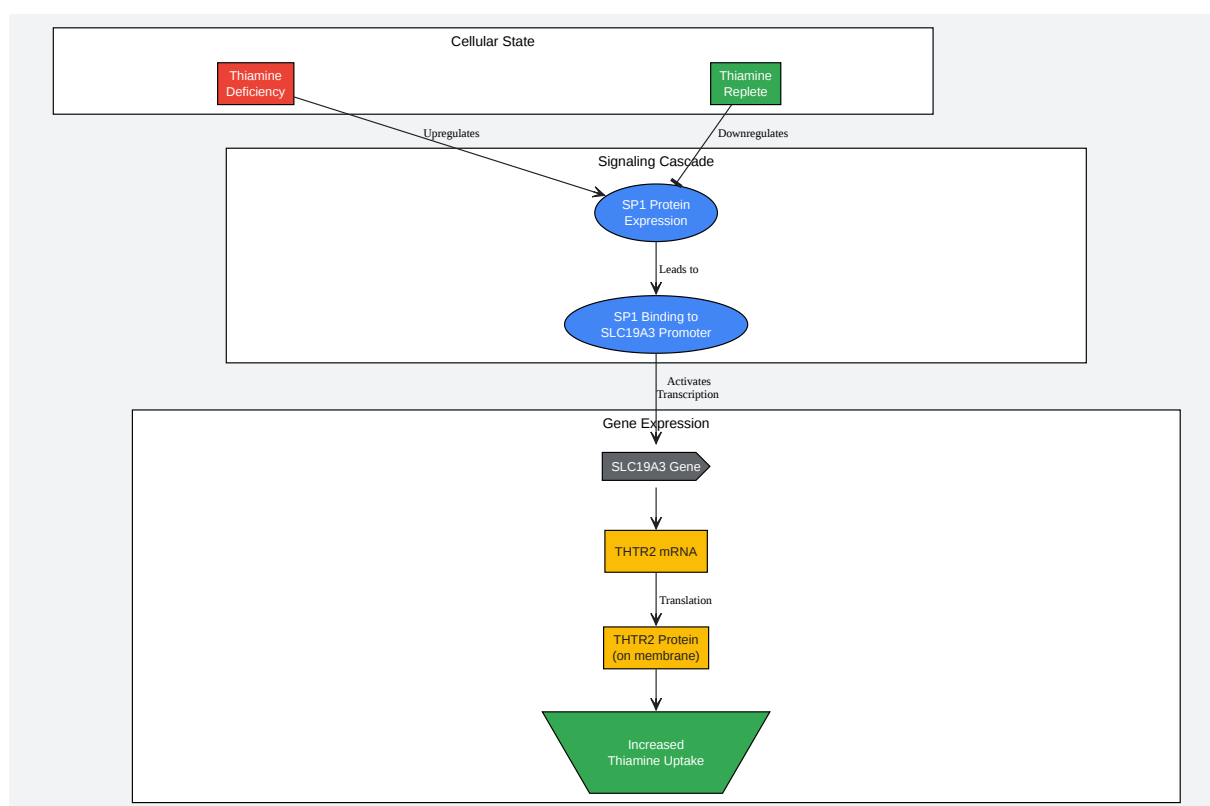 Cellular State
Thiamine
Deficiency
Thiamine
Replete
Upregulates
Downregulates
Signaling Cascade
SP1 Protein
Expression
Leads to
SP1 Binding to
SLC19A3 Promoter
Activates
Transcription
Gene Expression
SLC19A3 Gene
THTR2 mRNA
Translation
THTR2 Protein
(on membrane)
Increased
Thiamine Uptake